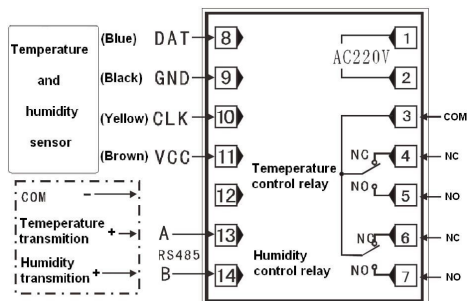 Temperature
and
humidity
sensor
(Blue) DAT 8
(Black) GND 9
(Yellow) CLK 10
(Brown) VCC 11
12
A 13
RS485
B 14
COM -
Temeperature
transmition +
Humidity
transmition +
1
AC220V
2
3 COM
NC 4 NC
Temeperature
control relay
NO 5 NO
NC 6 NC
Humidity
control relay
NO 7 NO